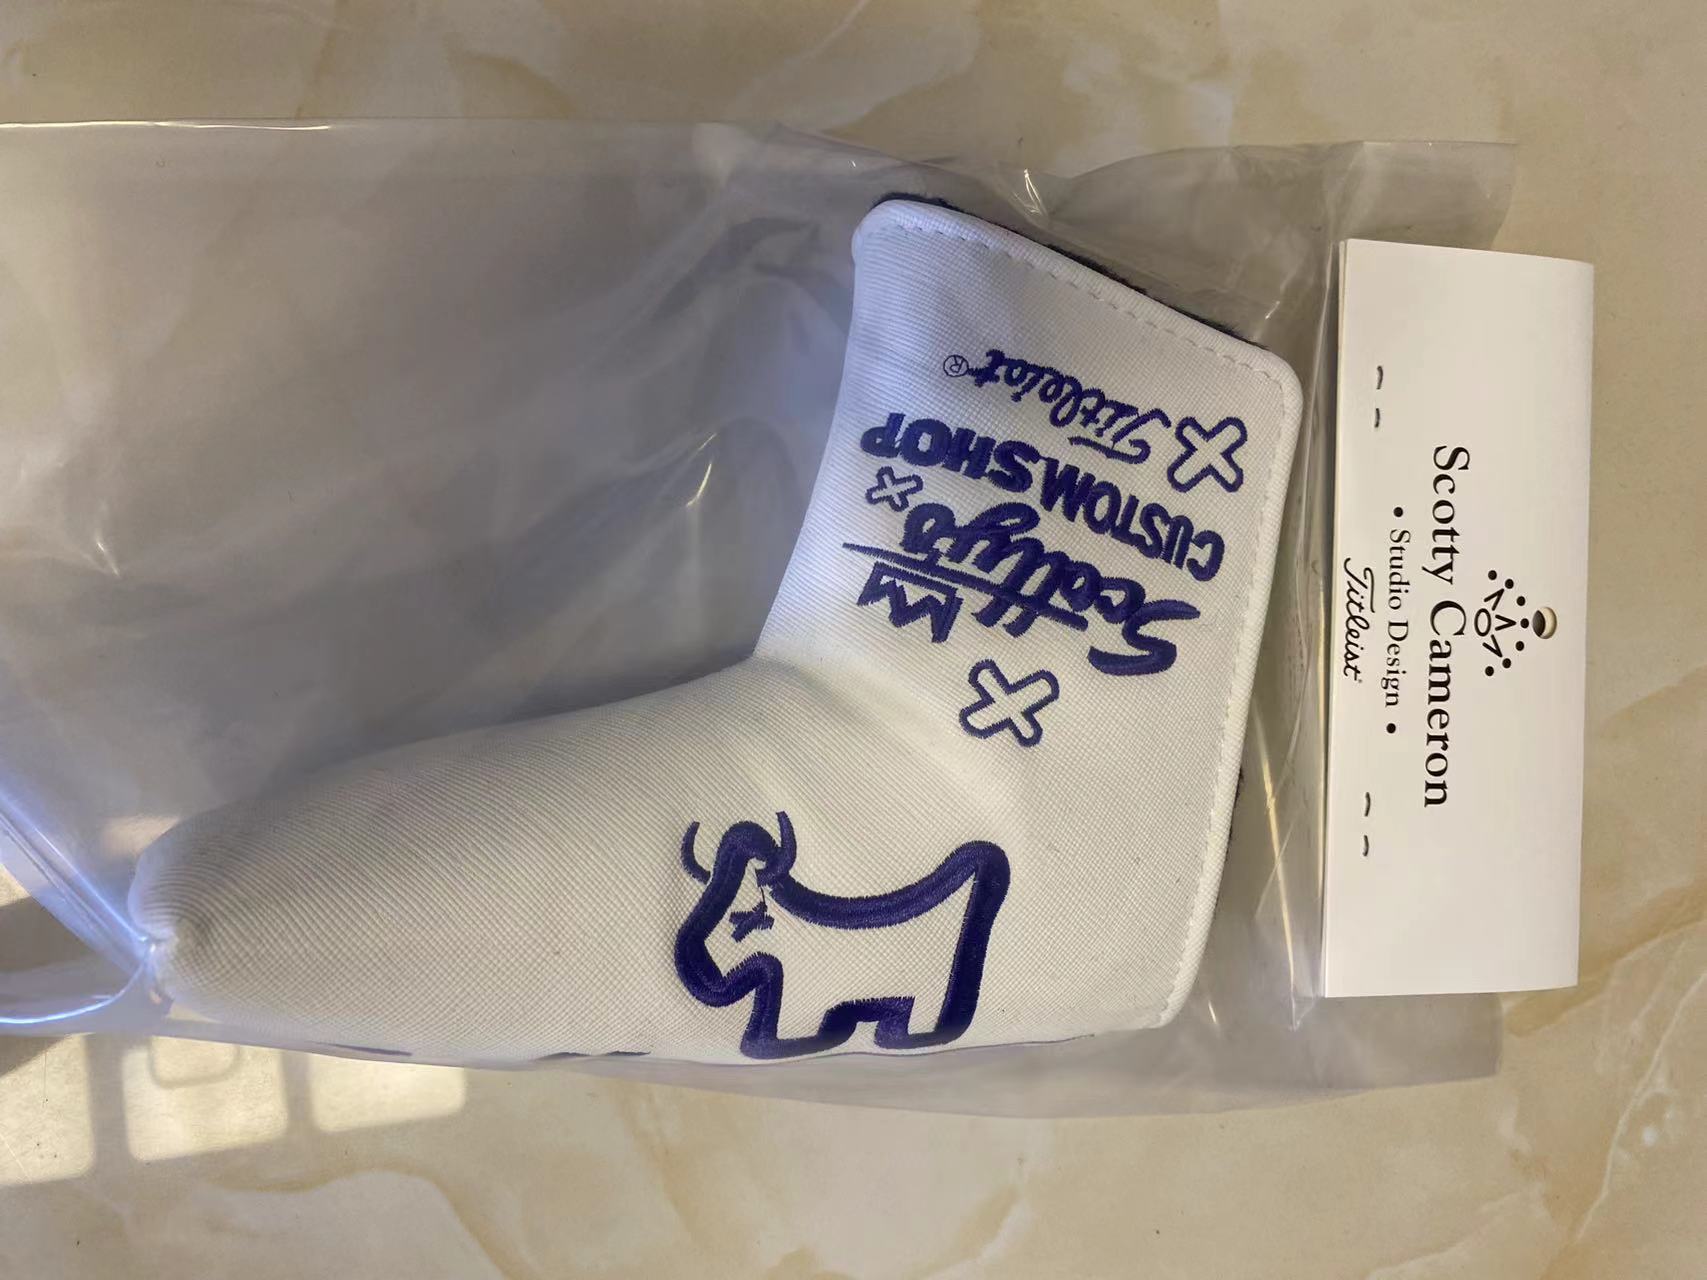 Scotty Cameron
• Studio Design •
Titleist
Scotty's
CUSTOM SHOP
Titleist®